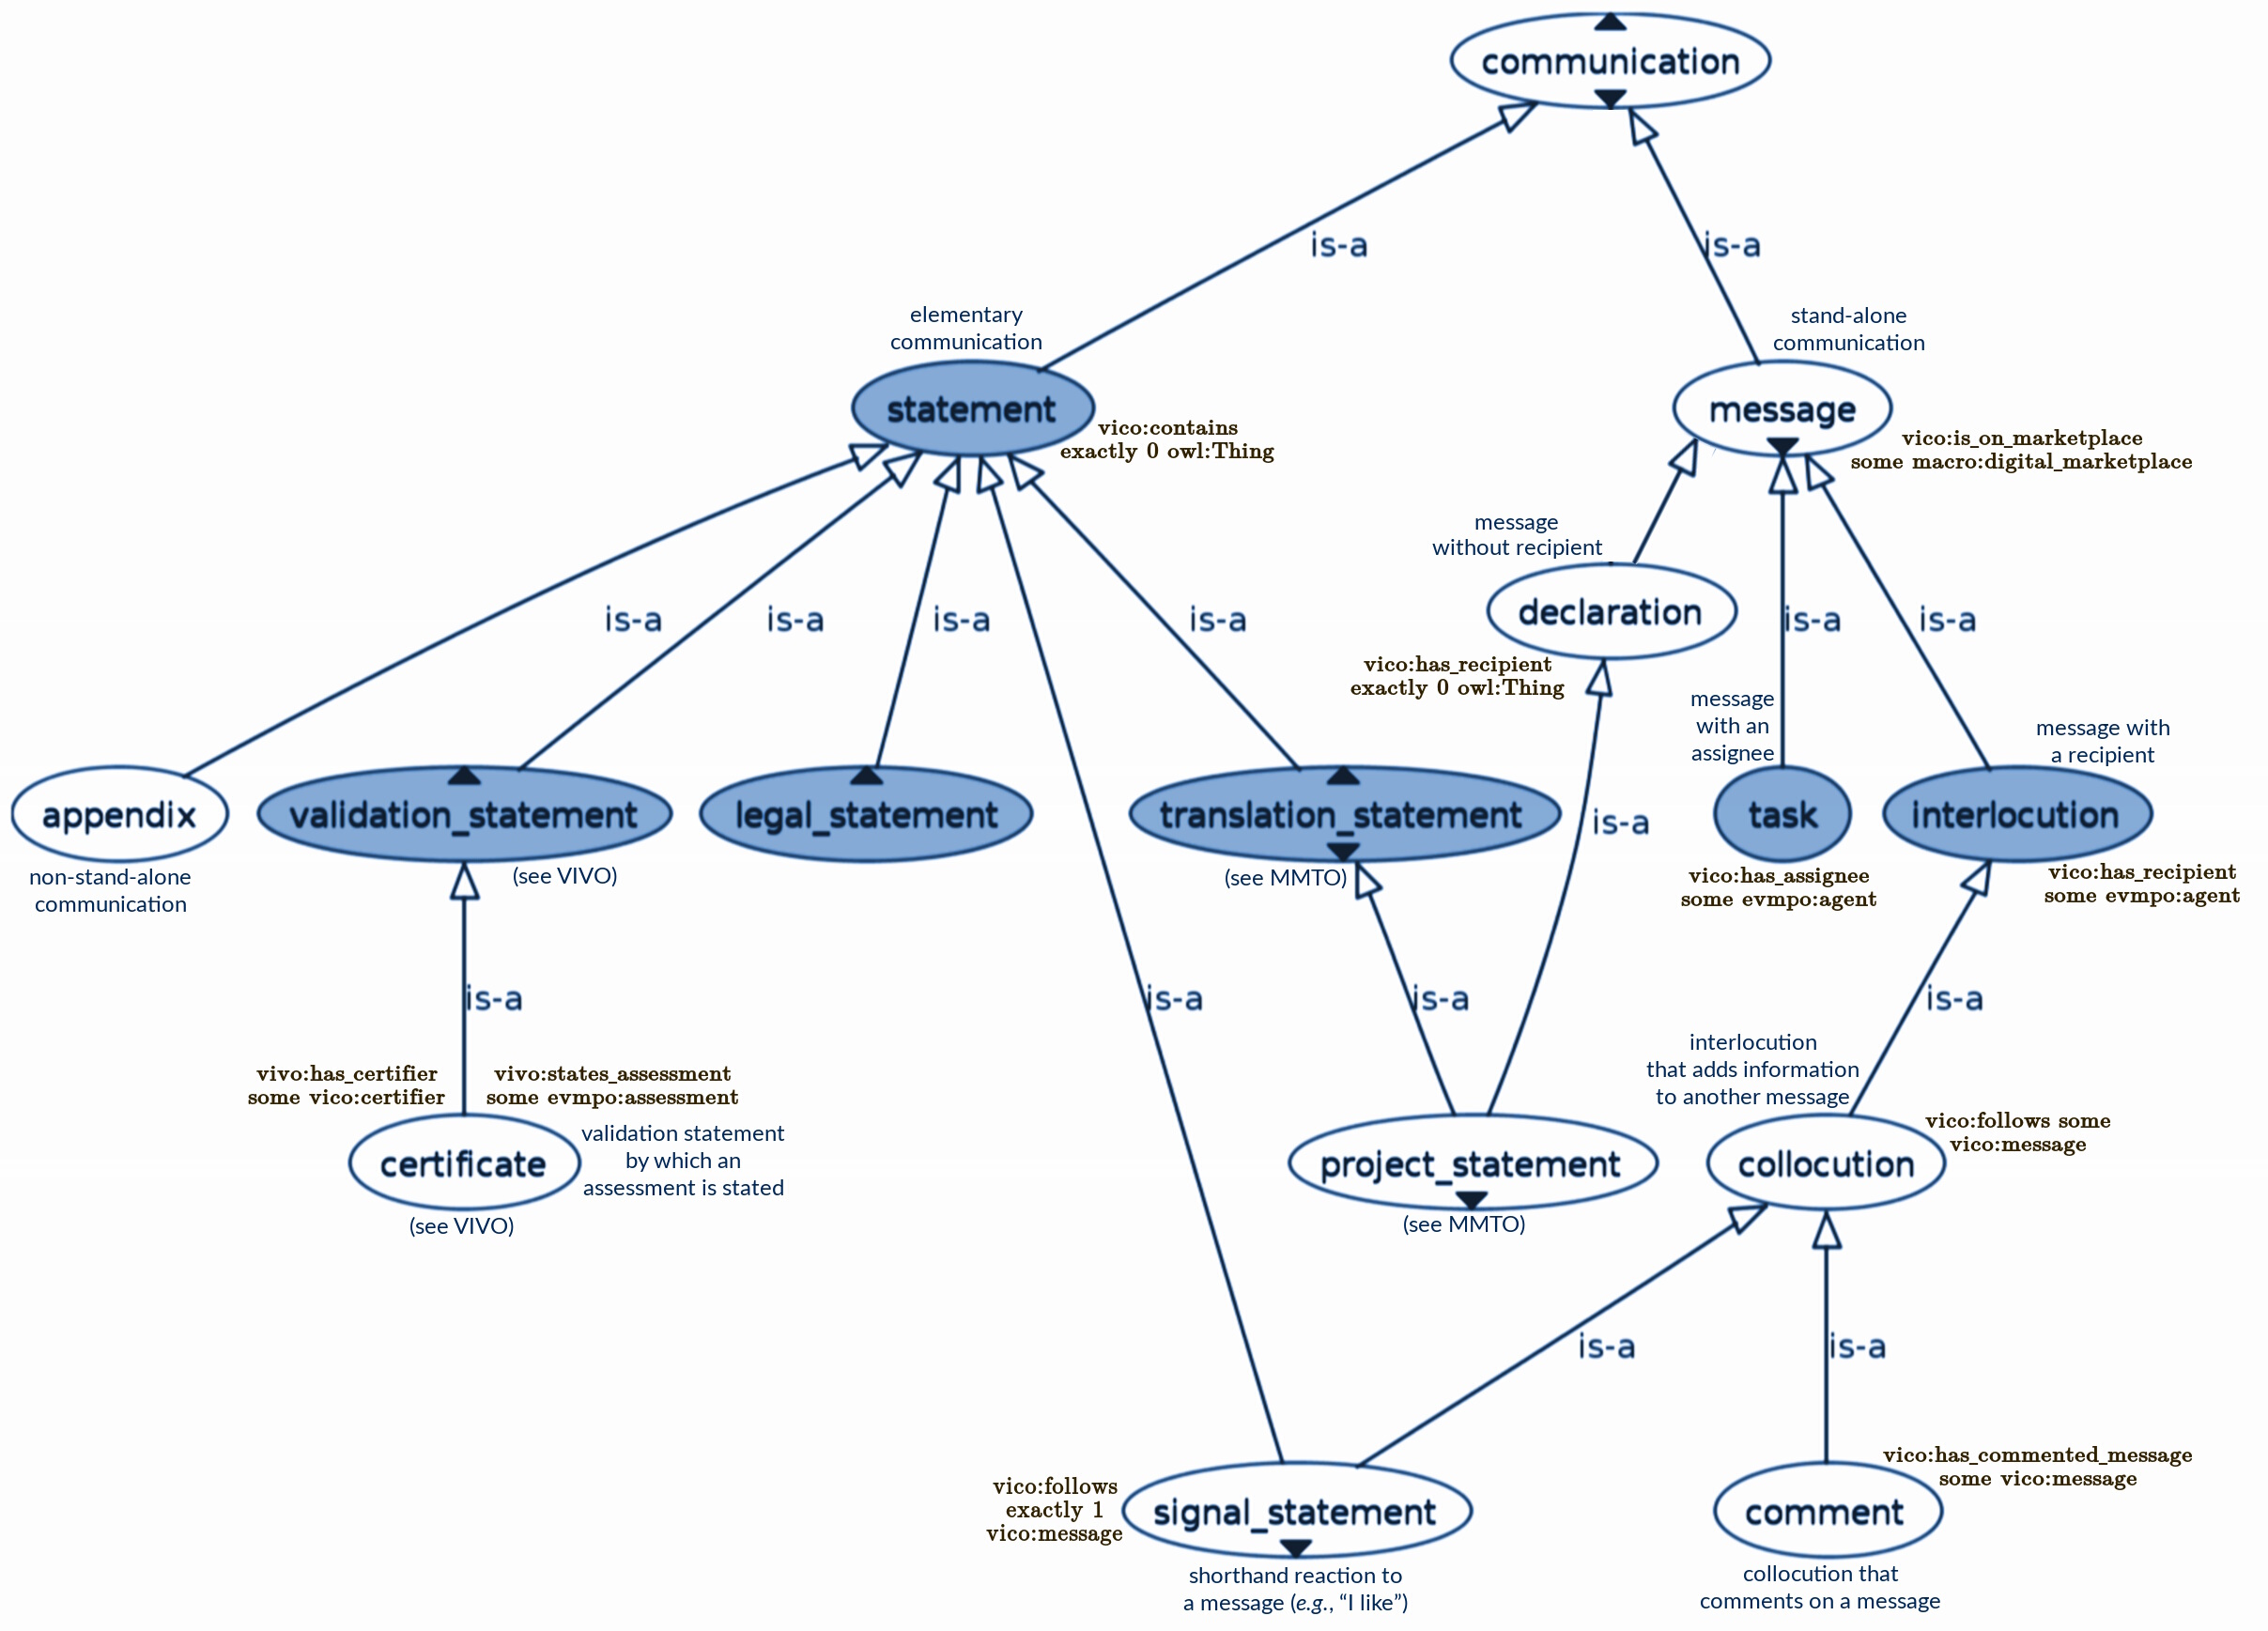 communication
is-a
is-a
elementary
communication
stand-alone
communication
statement
message
vico:contains
exactly 0 owl:Thing
vico:is_on_marketplace
some macro:digital_marketplace
message
without recipient
declaration
is-a
is-a
is-a
is-a
is-a
is-a
vico:has_recipient
exactly 0 owl:Thing
message
with an
assignee
message with
a recipient
appendix
validation_statement
legal_statement
translation_statement
is-a
task
interlocution
non-stand-alone
communication
(see VIVO)
(see MMTO)
vico:has_assignee
some evmpo:agent
vico:has_recipient
some evmpo:agent
is-a
is-a
is-a
is-a
vivo:has_certifier
some vico:certifier
vivo:states_assessment
some evmpo:assessment
interlocution
that adds information
to another message
certificate
validation statement
by which an
assessment is stated
project_statement
collocution
vico:follows some
vico:message
(see VIVO)
(see MMTO)
is-a
is-a
vico:follows
exactly 1
vico:message
signal_statement
comment
vico:has_commented_message
some vico:message
shorthand reaction to
a message (e.g., “I like”)
collocution that
comments on a message